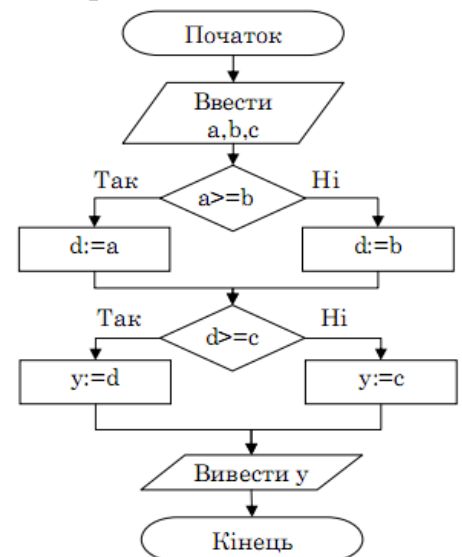 Початок
Ввести
a,b,c
Так
Ні
a>=b
d:=a
d:=b
Так
Ні
d>=c
y:=d
y:=c
Вивести y
Кінець